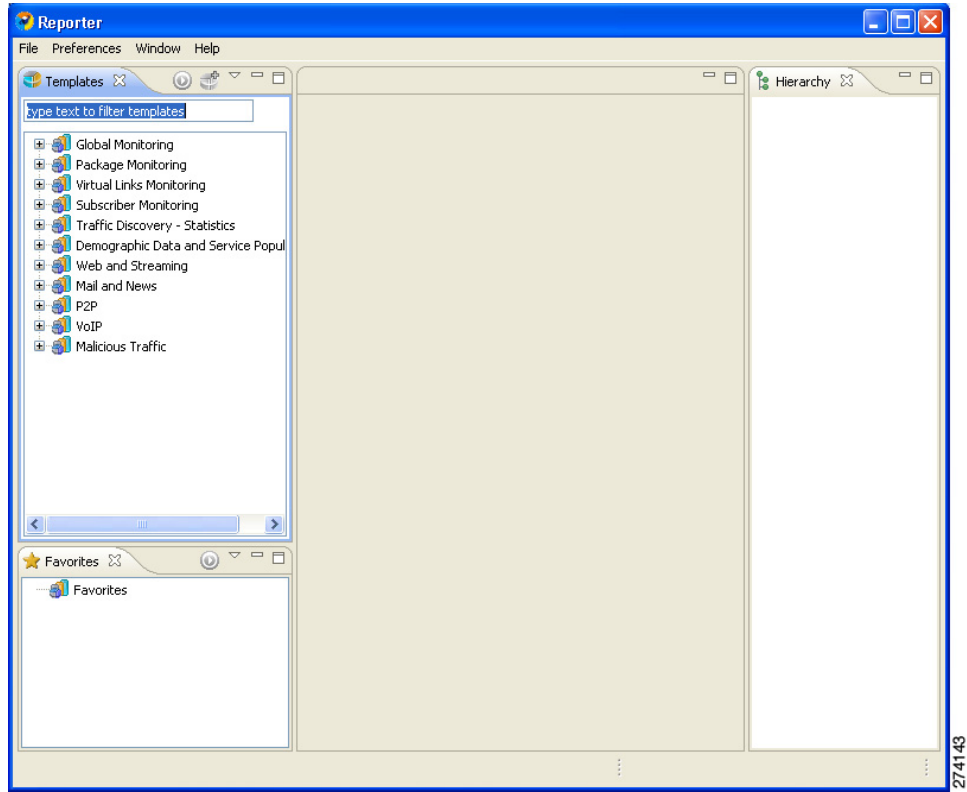 Reporter
File Preferences Window Help
Templates
type text to filter templates
Global Monitoring
Package Monitoring
Virtual Links Monitoring
Subscriber Monitoring
Traffic Discovery - Statistics
Demographic Data and Service Popul
Web and Streaming
Mail and News
P2P
VoIP
Malicious Traffic
Favorites
Favorites
Hierarchy
274143